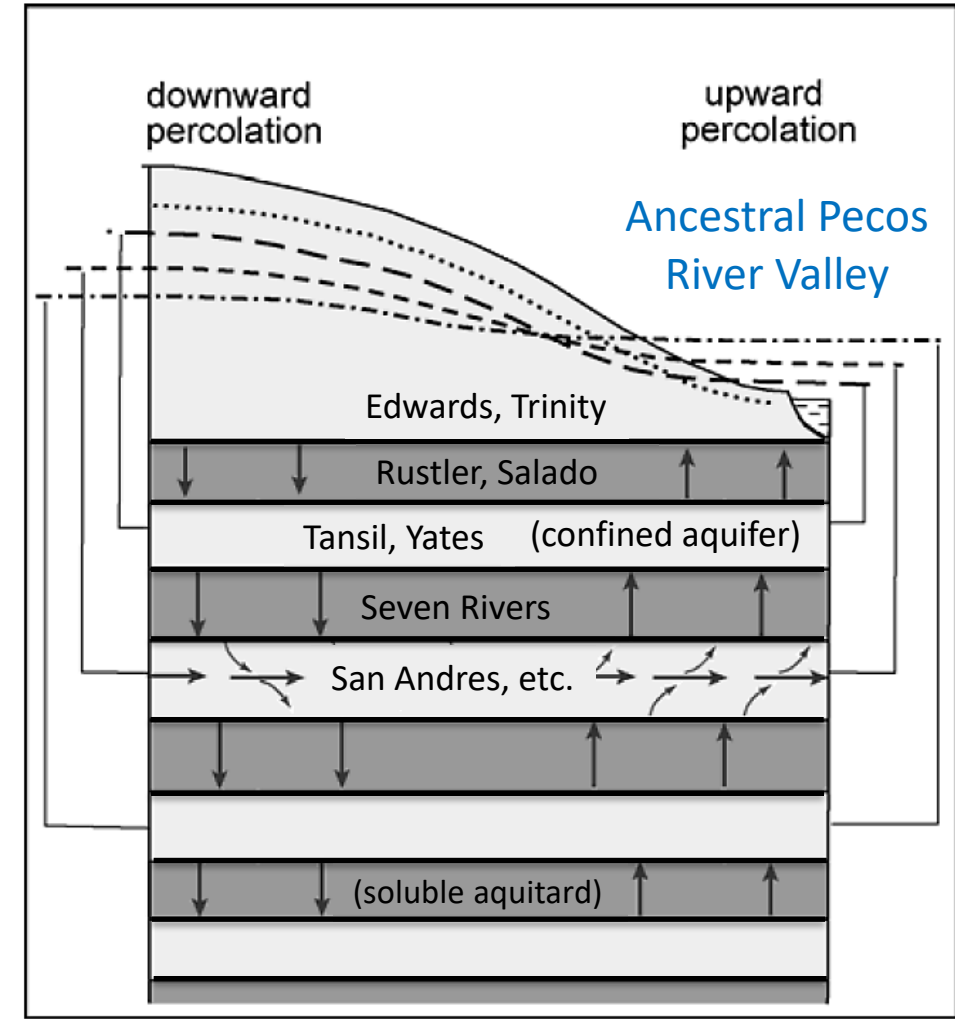 downward
percolation
upward
percolation
Ancestral Pecos
River Valley
Edwards, Trinity
Rustler, Salado
Tansil, Yates (confined aquifer)
Seven Rivers
San Andres, etc.
(soluble aquitard)